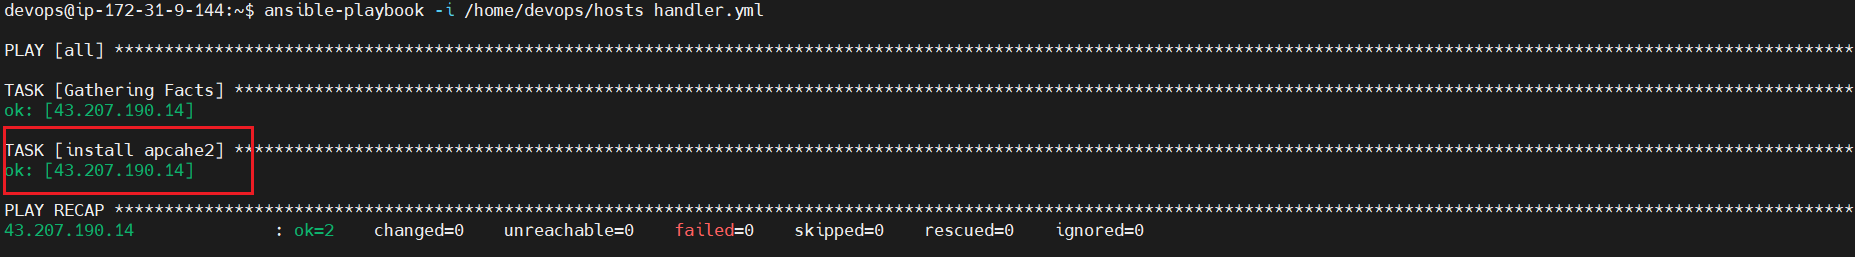 devops@ip-172-31-9-144:~$ ansible-playbook -i /home/devops/hosts handler.yml
PLAY [all] ******************************************************************************************************************************************************************************
TASK [Gathering Facts] ******************************************************************************************************************************************************************
ok: [43.207.190.14]
TASK [install apcahe2] ******************************************************************************************************************************************************************
ok: [43.207.190.14]
PLAY RECAP ******************************************************************************************************************************************************************************
43.207.190.14 : ok=2 changed=0 unreachable=0 failed=0 skipped=0 rescued=0 ignored=0